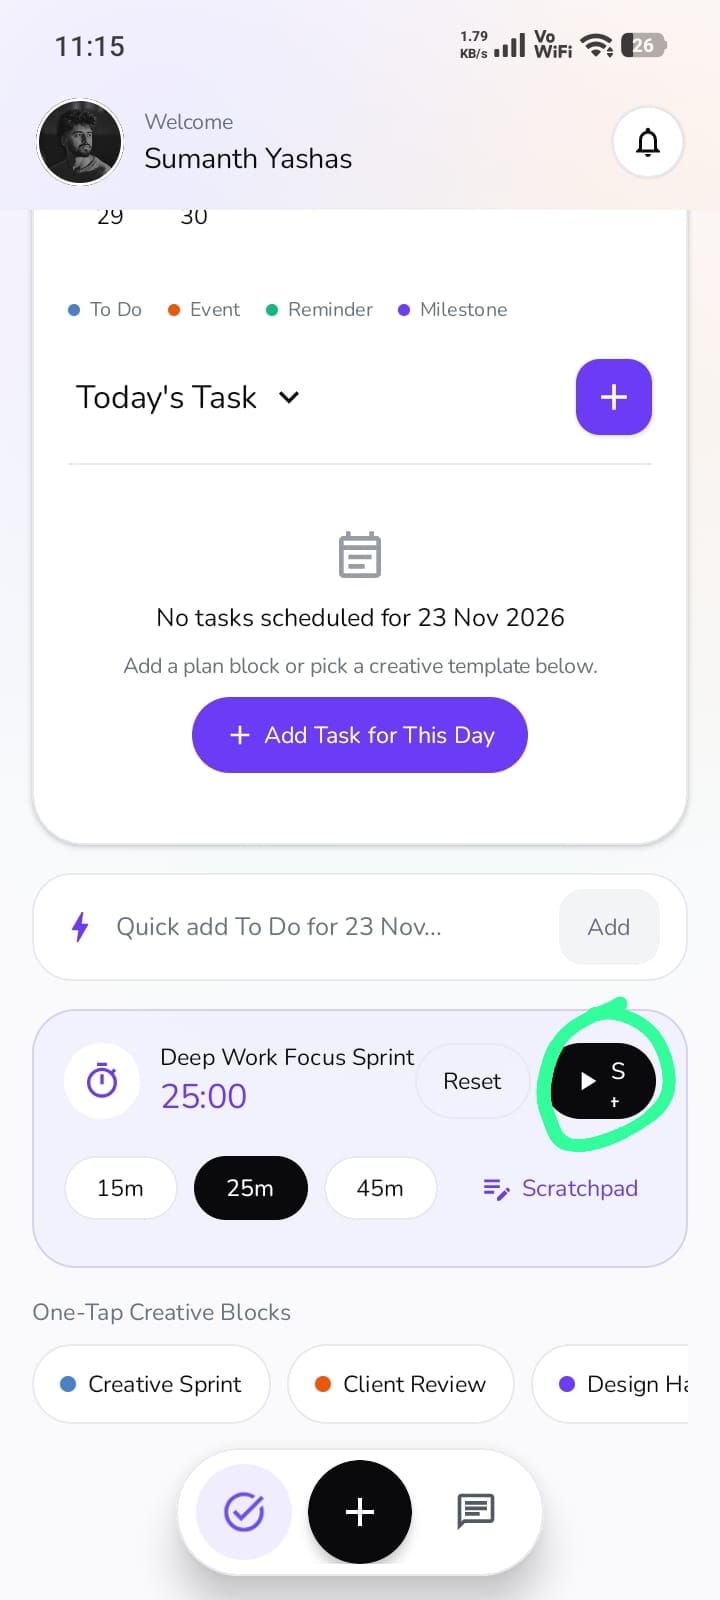 11:15
1.79 KB/s
Vo WiFi
26
Welcome
Sumanth Yashas
29 30
To Do Event Reminder Milestone
Today's Task
No tasks scheduled for 23 Nov 2026
Add a plan block or pick a creative template below.
+ Add Task for This Day
Quick add To Do for 23 Nov...
Add
Deep Work Focus Sprint
25:00
Reset
S
t
15m 25m 45m Scratchpad
One-Tap Creative Blocks
Creative Sprint Client Review Design Ha